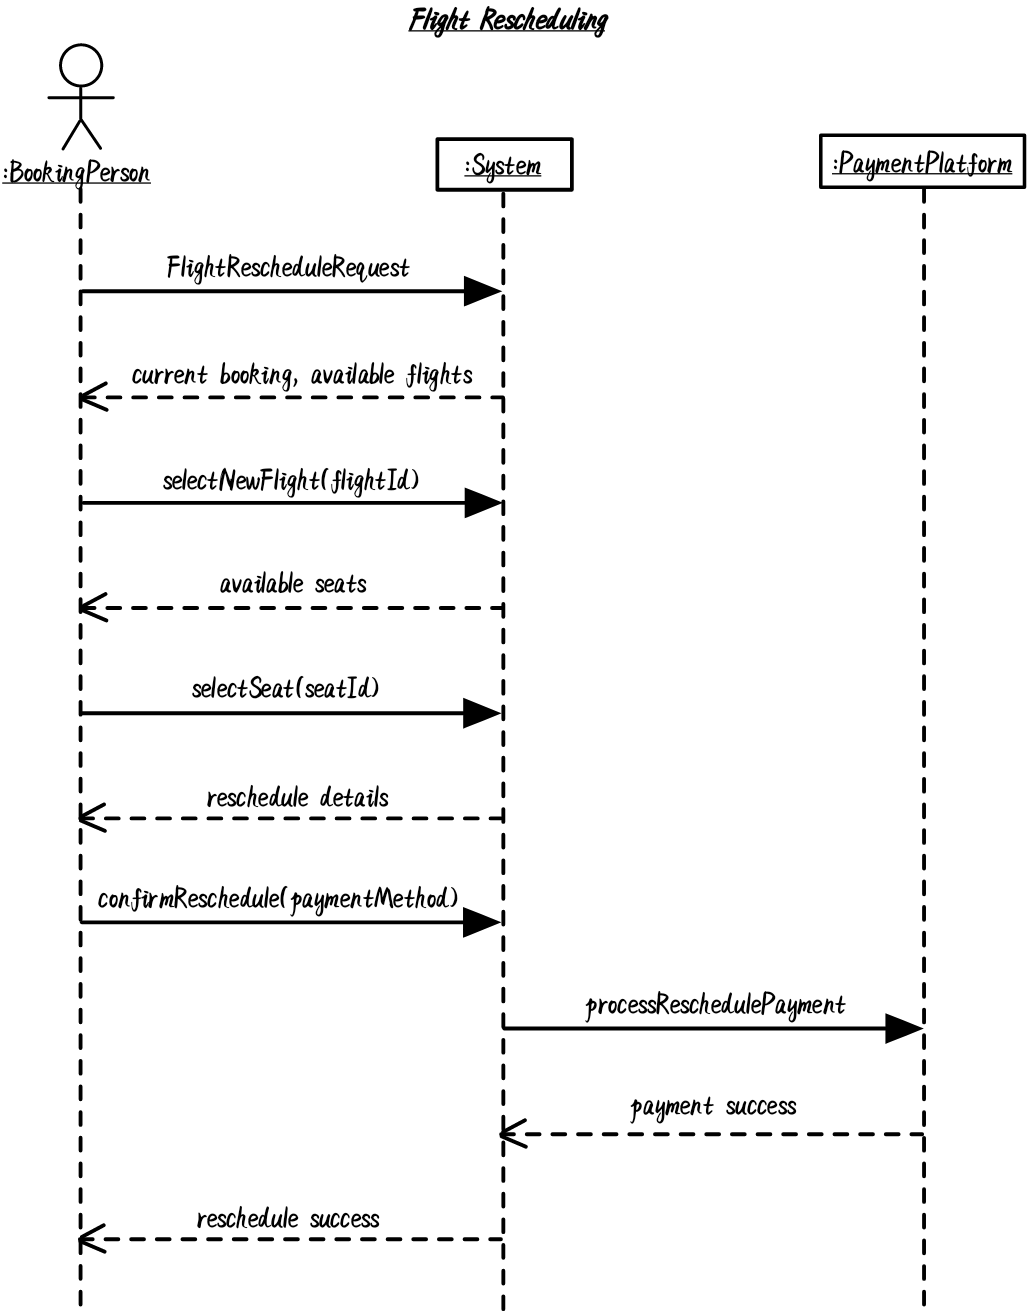 Flight Rescheduling
:BookingPerson
:System
:PaymentPlatform
FlightRescheduleRequest
current booking, available flights
selectNewFlight(flightId)
available seats
selectSeat(seatId)
reschedule details
confirmReschedule(paymentMethod)
processReschedulePayment
payment success
reschedule success